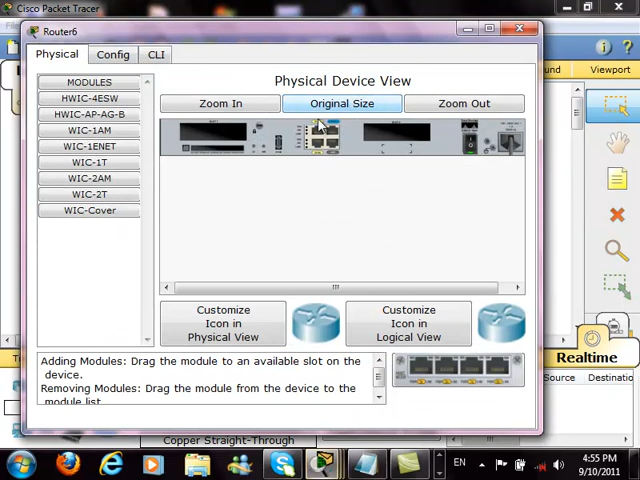 Cisco Packet Tracer
Router6
Physical
Config
CLI
ound
Viewport
MODULES
HWIC-4ESW
HWIC-AP-AG-B
WIC-1AM
WIC-1ENET
WIC-1T
WIC-2AM
WIC-2T
WIC-Cover
Physical Device View
Zoom In
Original Size
Zoom Out
Customize
Icon in
Physical View
Customize
Icon in
Logical View
Adding Modules: Drag the module to an available slot on the
device.
Removing Modules: Drag the module from the device to the
module list.
Realtime
Source
Destinatio
Copper Straight-Through
EN
4:55 PM
9/10/2011